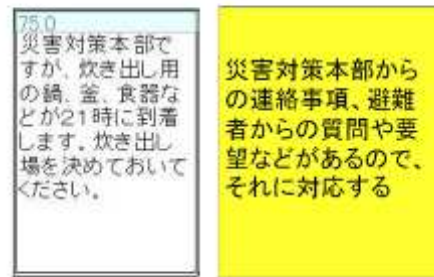 75.0
災害対策本部で
すが、炊き出し用
の鍋、釜、食器な
どが21時に到着
します。炊き出し
場を決めておいて
ください。
災害対策本部から
の連絡事項、避難
者からの質問や要
望などがあるので、
それに対応する